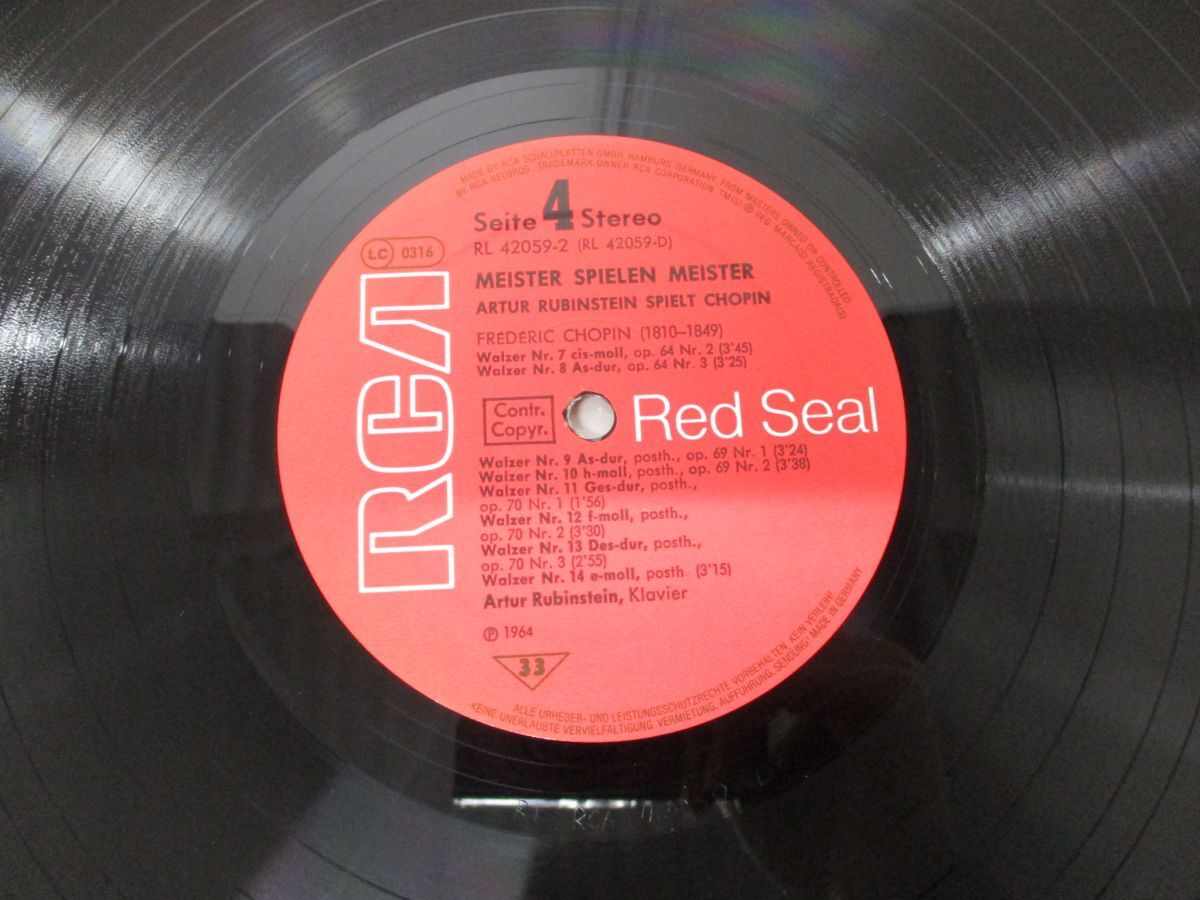 MADE BY RCA SCHALLPLATTEN GMBH, HAMBURG, GERMANY, FROM MASTERS OWNED OR CONTROLLED
BY RCA RECORDS. TRADEMARK OWNER RCA CORPORATION. TM(S) ® REG. MARCA(S) REGISTRADA(S)
Seite 4 Stereo
RL 42059-2 (RL 42059-D)
LC 0316
MEISTER SPIELEN MEISTER
ARTUR RUBINSTEIN SPIELT CHOPIN
FRÉDÉRIC CHOPIN (1810–1849)
Walzer Nr. 7 cis-moll, op. 64 Nr. 2 (3'45)
Walzer Nr. 8 As-dur, op. 64 Nr. 3 (3'25)
RCA
Contr.
Copyr.
Red Seal
Walzer Nr. 9 As-dur, posth., op. 69 Nr. 1 (3'24)
Walzer Nr. 10 h-moll, posth., op. 69 Nr. 2 (3'38)
Walzer Nr. 11 Ges-dur, posth.,
op. 70 Nr. 1 (1'56)
Walzer Nr. 12 f-moll, posth.,
op. 70 Nr. 2 (3'30)
Walzer Nr. 13 Des-dur, posth.,
op. 70 Nr. 3 (2'55)
Walzer Nr. 14 e-moll, posth. (3'15)
Artur Rubinstein, Klavier
℗ 1964
33
ALLE URHEBER- UND LEISTUNGSSCHUTZRECHTE VORBEHALTEN. KEIN VERLEIH!
KEINE UNERLAUBTE VERVIELFÄLTIGUNG, VERMIETUNG, AUFFÜHRUNG, SENDUNG! MADE IN GERMANY